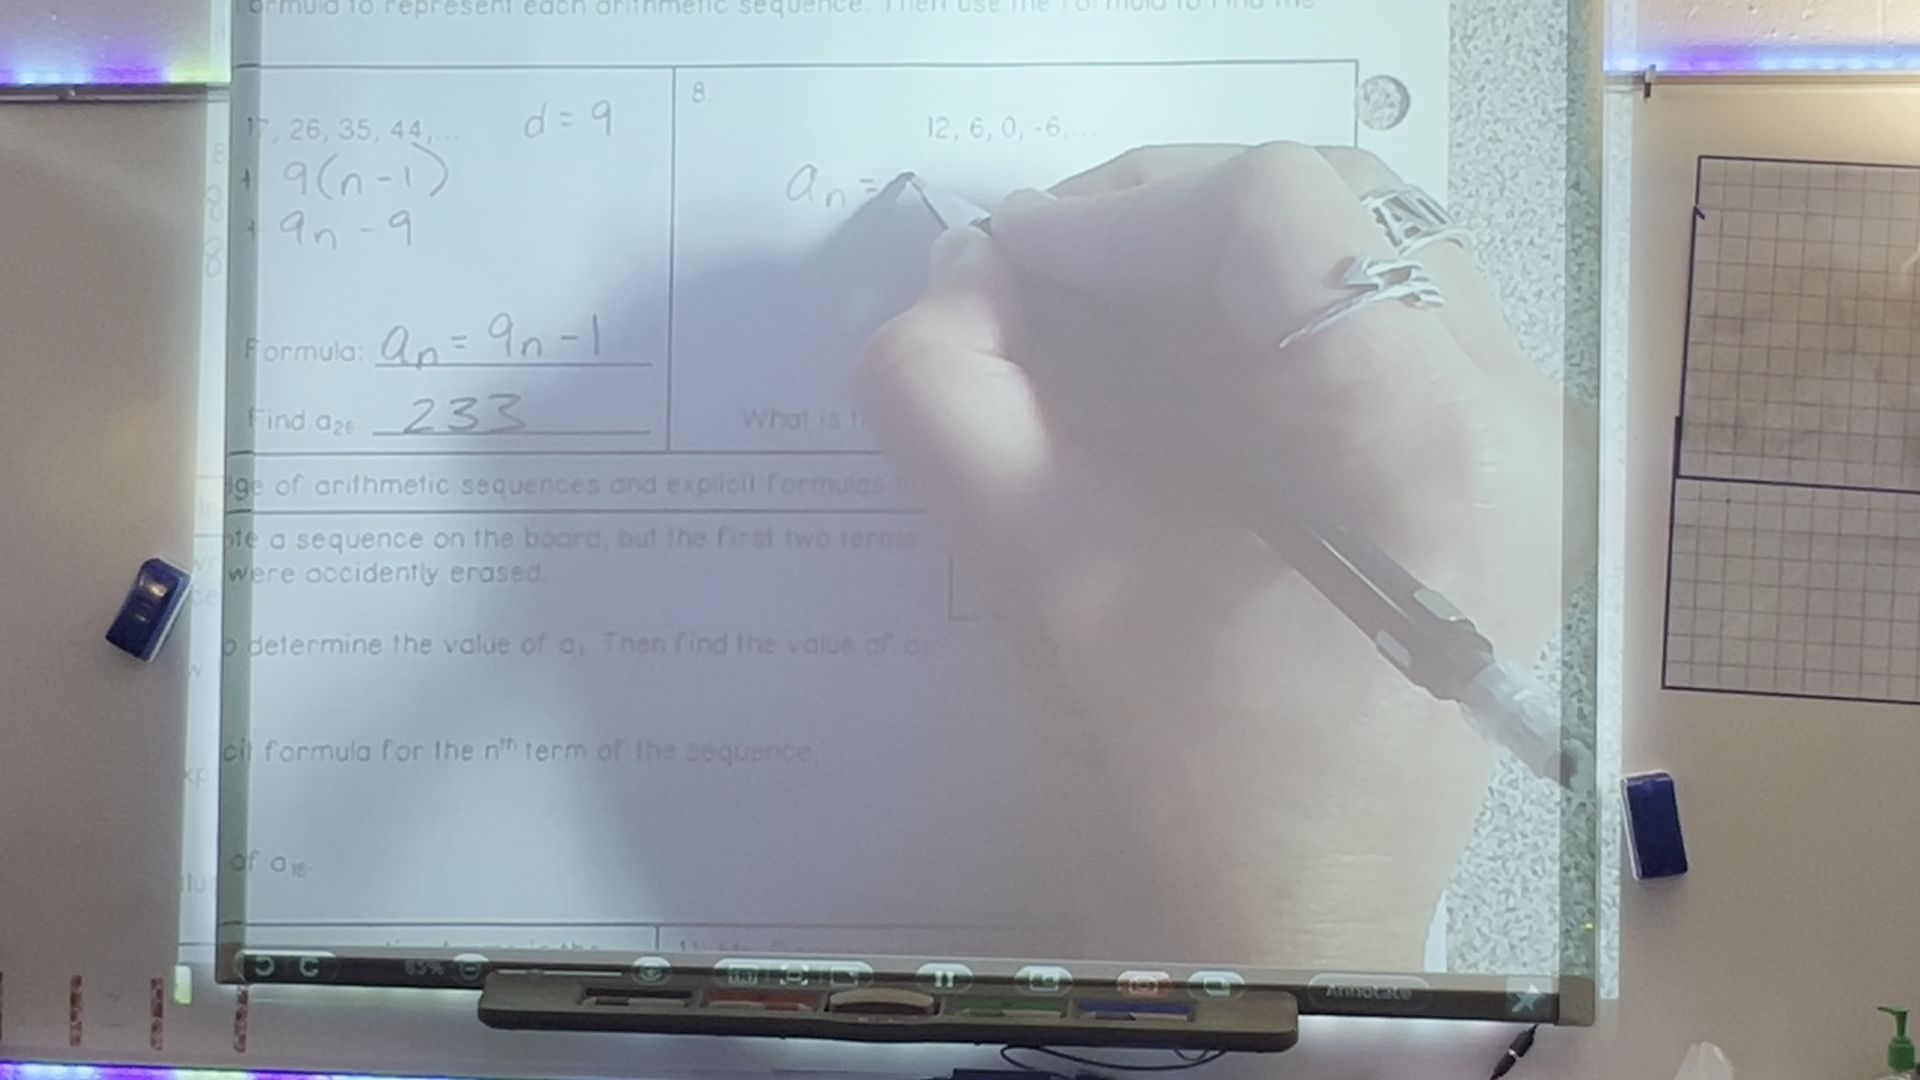 ormula to represent each arithmetic sequence. Then use the formula to find the
17, 26, 35, 44,...
d = 9
+ 9(n-1)
+ 9n - 9
Formula: an = 9n - 1
Find a26: 233
8.
12, 6, 0, -6, ...
an =
What is t
dge of arithmetic sequences and explicit formulas
ote a sequence on the board, but the first two terms
were accidently erased.
o determine the value of a1. Then find the value of
cit formula for the nth term of the sequence.
of a18.
85%
Annotate